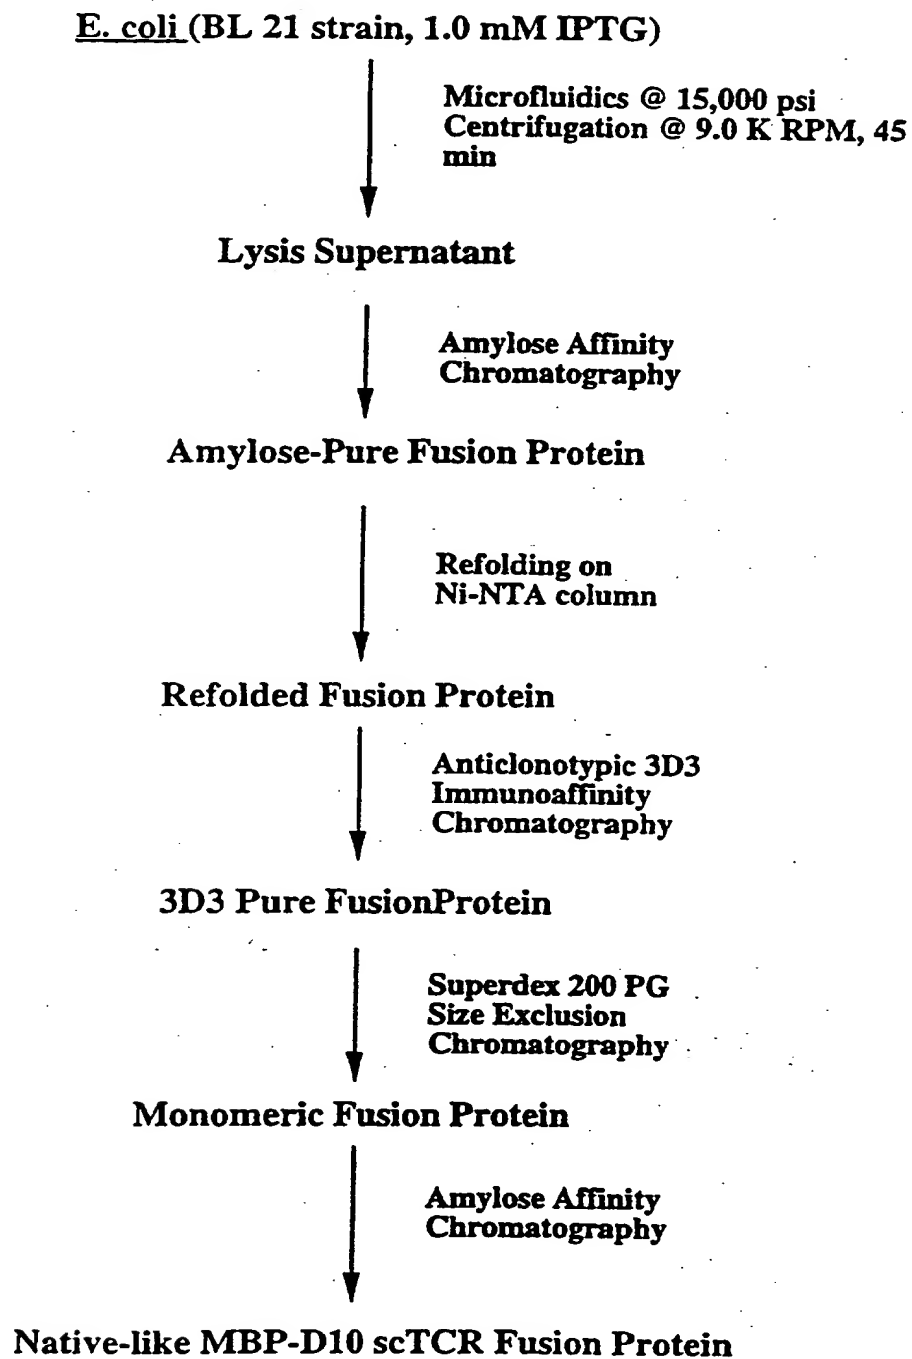 E. coli (BL 21 strain, 1.0 mM IPTG)
Microfluidics @ 15,000 psi
Centrifugation @ 9.0 K RPM, 45
min
Lysis Supernatant
Amylose Affinity
Chromatography
Amylose-Pure Fusion Protein
Refolding on
Ni-NTA column
Refolded Fusion Protein
Anticlonotypic 3D3
Immunoaffinity
Chromatography
3D3 Pure FusionProtein
Superdex 200 PG
Size Exclusion
Chromatography
Monomeric Fusion Protein
Amylose Affinity
Chromatography
Native-like MBP-D10 scTCR Fusion Protein